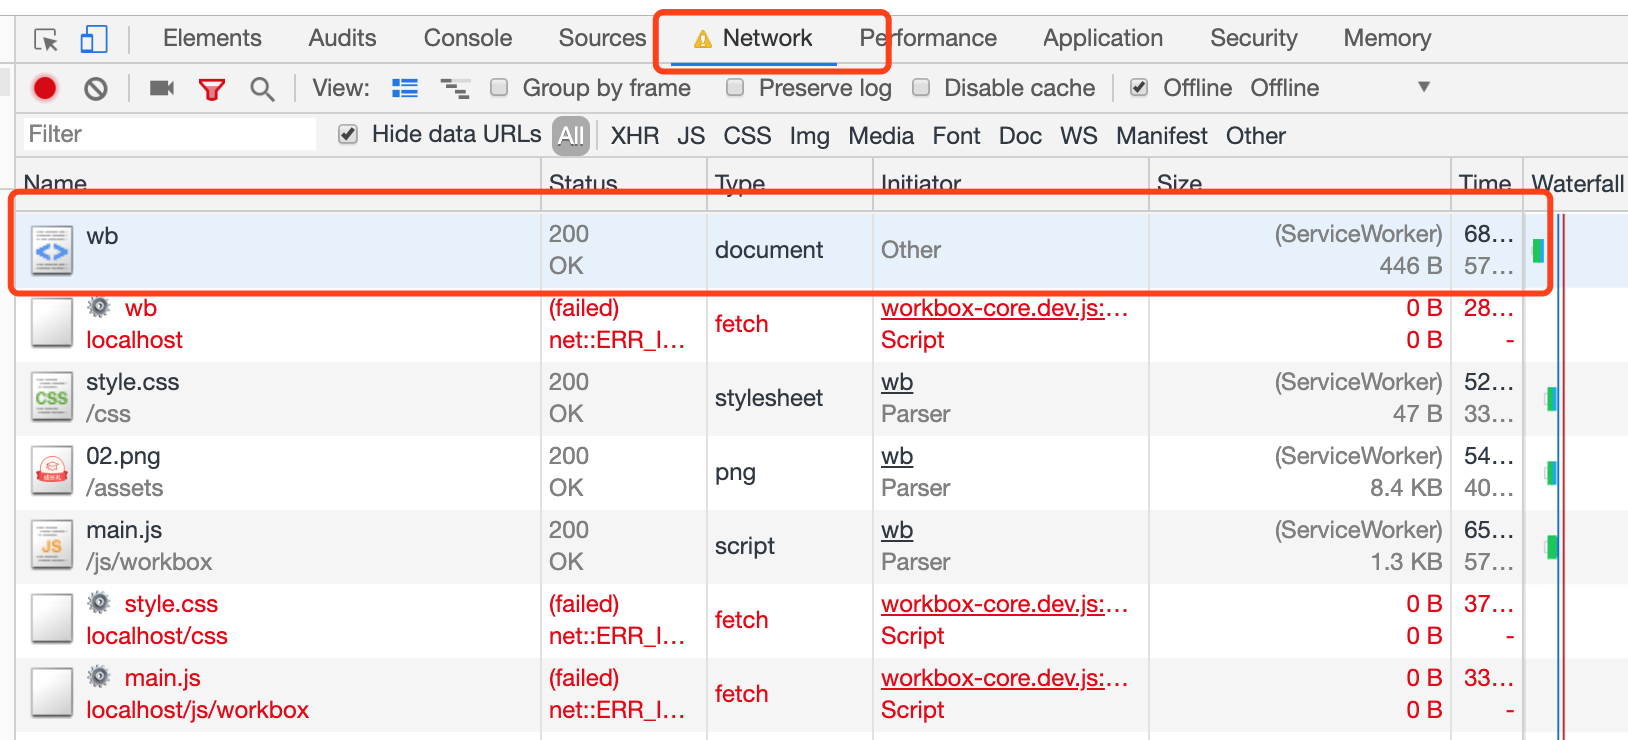 Elements Audits Console Sources Network Performance Application Security Memory
View: Group by frame Preserve log Disable cache Offline Offline
Filter Hide data URLs All XHR JS CSS Img Media Font Doc WS Manifest Other
Name Status Type Initiator Size Time Waterfall
wb 200 document Other (ServiceWorker) 68...
OK 446 B 57...
wb (failed) fetch workbox-core.dev.js:... 0 B 28...
localhost net::ERR_I... Script 0 B -
style.css 200 stylesheet wb (ServiceWorker) 52...
/css OK Parser 47 B 33...
02.png 200 png wb (ServiceWorker) 54...
/assets OK Parser 8.4 KB 40...
main.js 200 script wb (ServiceWorker) 65...
/js/workbox OK Parser 1.3 KB 57...
style.css (failed) fetch workbox-core.dev.js:... 0 B 37...
localhost/css net::ERR_I... Script 0 B -
main.js (failed) fetch workbox-core.dev.js:... 0 B 33...
localhost/js/workbox net::ERR_I... Script 0 B -